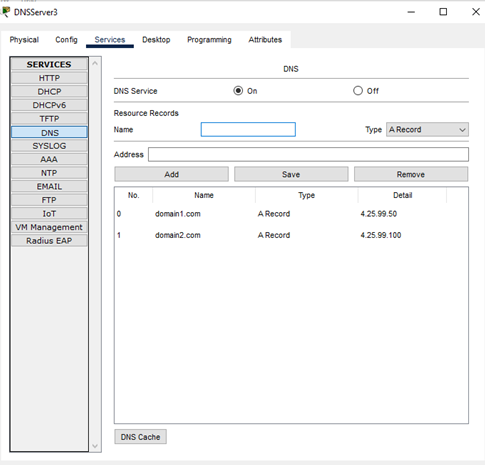 DNSServer3
Physical Config Services Desktop Programming Attributes
SERVICES
HTTP
DHCP
DHCPv6
TFTP
DNS
SYSLOG
AAA
NTP
EMAIL
FTP
IoT
VM Management
Radius EAP
DNS
DNS Service On Off
Resource Records
Name Type A Record
Address
Add Save Remove
No. Name Type Detail
0 domain1.com A Record 4.25.99.50
1 domain2.com A Record 4.25.99.100
DNS Cache